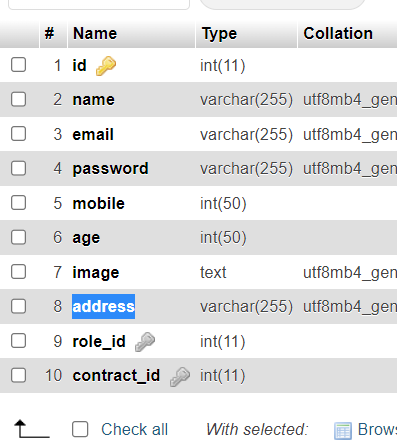 # Name Type Collation
1 id int(11)
2 name varchar(255) utf8mb4_gen
3 email varchar(255) utf8mb4_gen
4 password varchar(255) utf8mb4_gen
5 mobile int(50)
6 age int(50)
7 image text utf8mb4_gen
8 address varchar(255) utf8mb4_gen
9 role_id int(11)
10 contract_id int(11)
Check all With selected: Brows